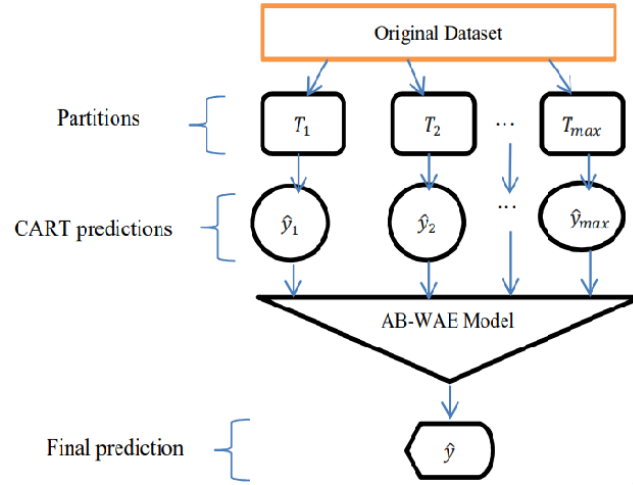 Original Dataset
Partitions
T₁ T₂ ... Tₘₐₓ
CART predictions
ŷ₁ ŷ₂ ... ŷₘₐₓ
AB-WAE Model
Final prediction
ŷ